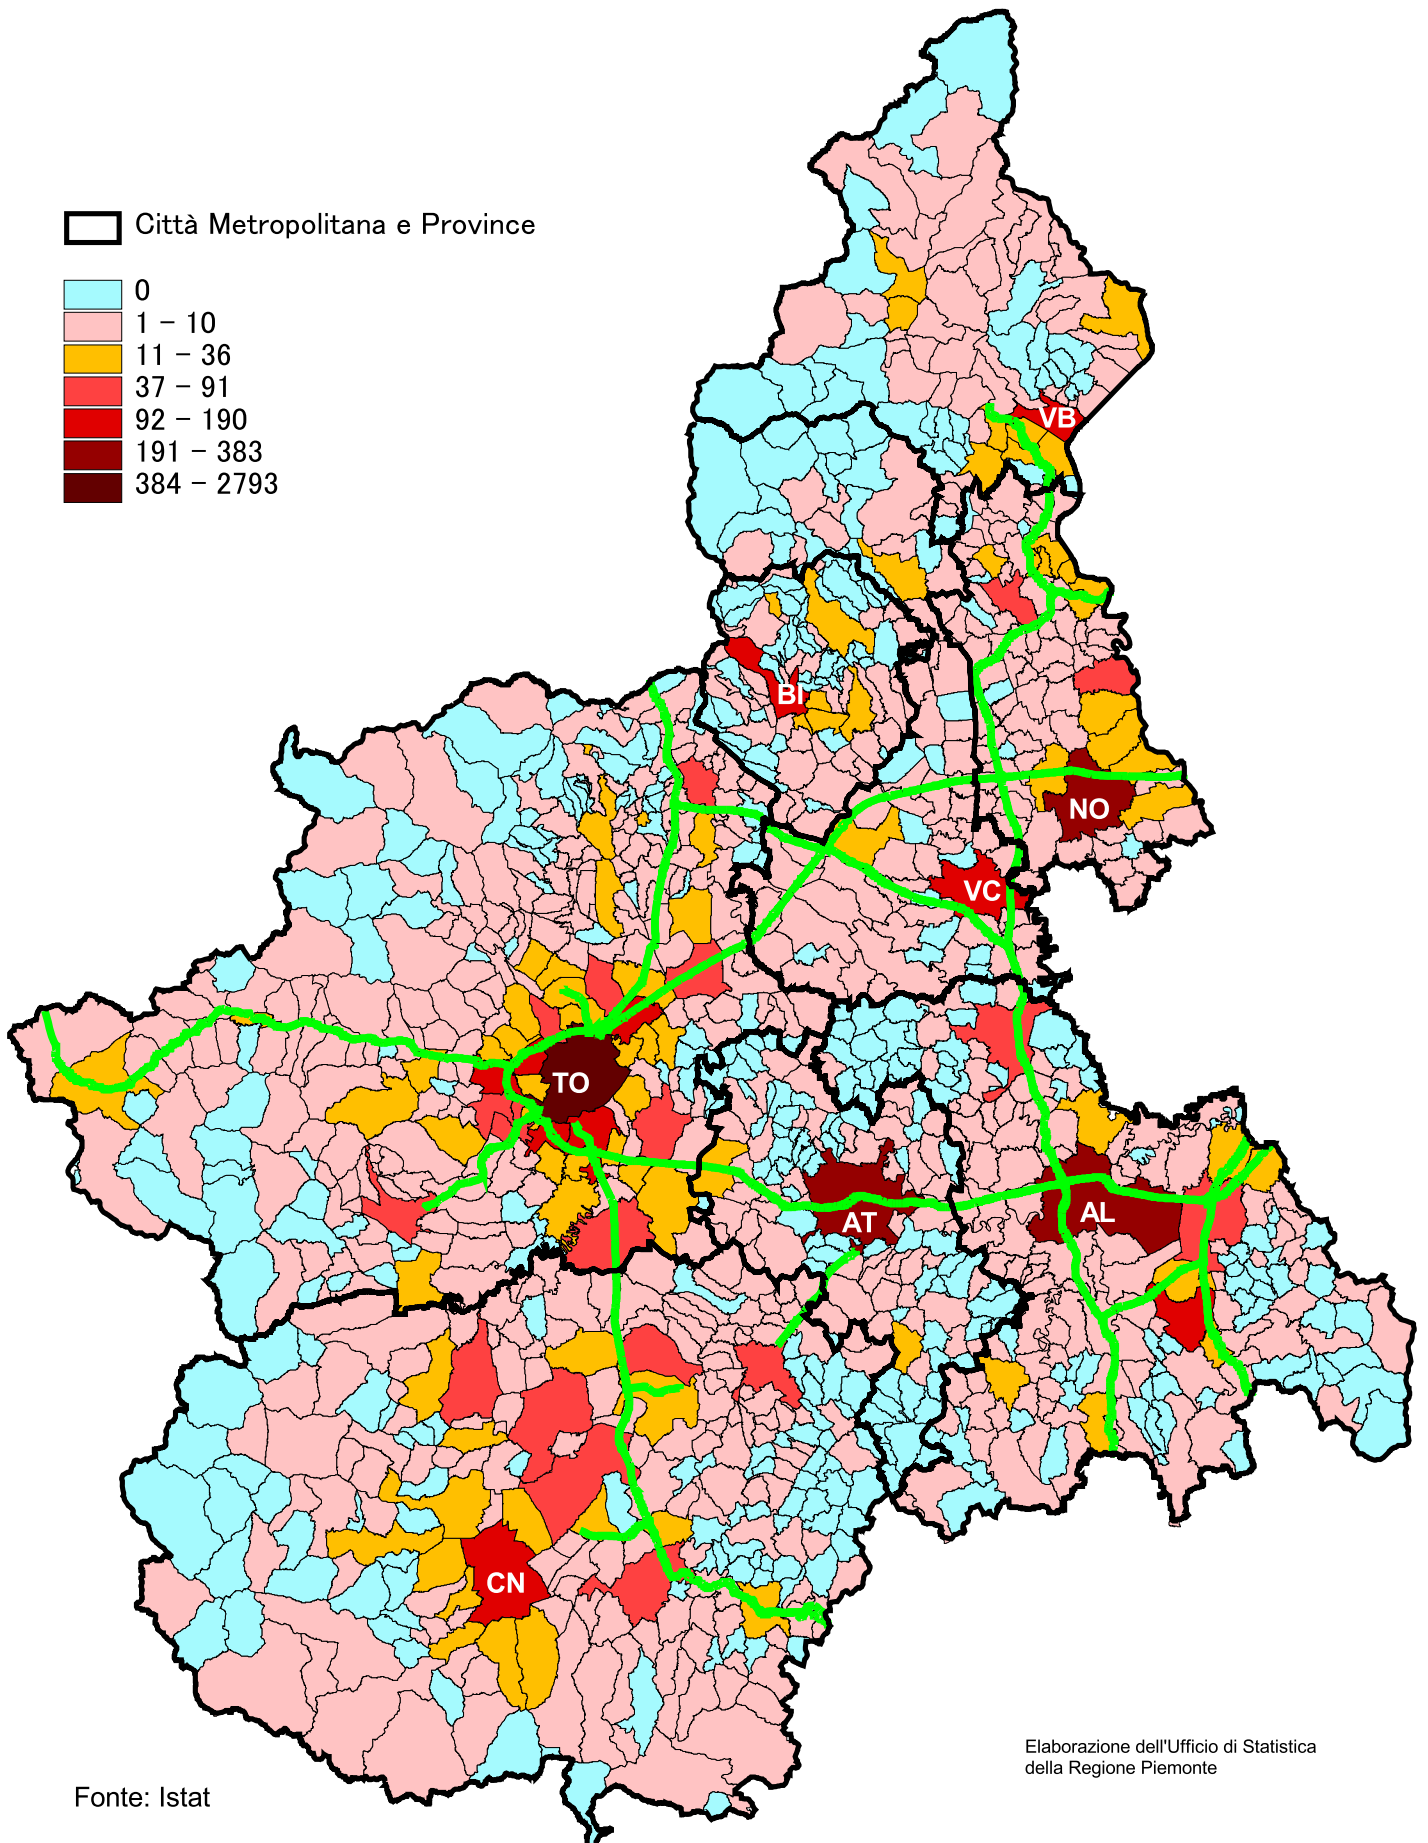 Città Metropolitana e Province
0
1 – 10
11 – 36
37 – 91
92 – 190
191 – 383
384 – 2793
VB
BI
NO
VC
TO
AT
AL
CN
Elaborazione dell'Ufficio di Statistica
della Regione Piemonte
Fonte: Istat